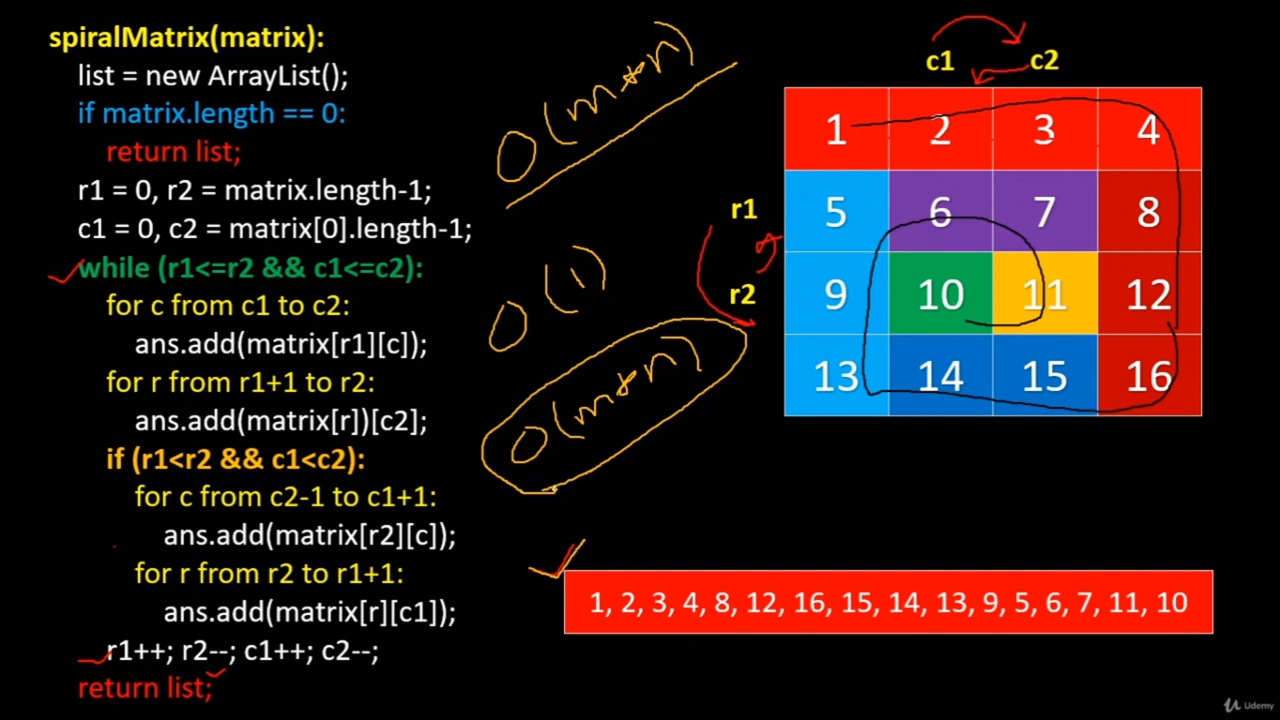 spiralMatrix(matrix):
list = new ArrayList();
if matrix.length == 0:
return list;
r1 = 0, r2 = matrix.length-1;
c1 = 0, c2 = matrix[0].length-1;
while (r1<=r2 && c1<=c2):
for c from c1 to c2:
ans.add(matrix[r1][c]);
for r from r1+1 to r2:
ans.add(matrix[r])[c2];
if (r1<r2 && c1<c2):
for c from c2-1 to c1+1:
ans.add(matrix[r2][c]);
for r from r2 to r1+1:
ans.add(matrix[r][c1]);
r1++; r2--; c1++; c2--;
return list;
O(m*n)
O(1)
O(m*n)
c1 c2
r1
r2
1 2 3 4
5 6 7 8
9 10 11 12
13 14 15 16
1, 2, 3, 4, 8, 12, 16, 15, 14, 13, 9, 5, 6, 7, 11, 10
Udemy